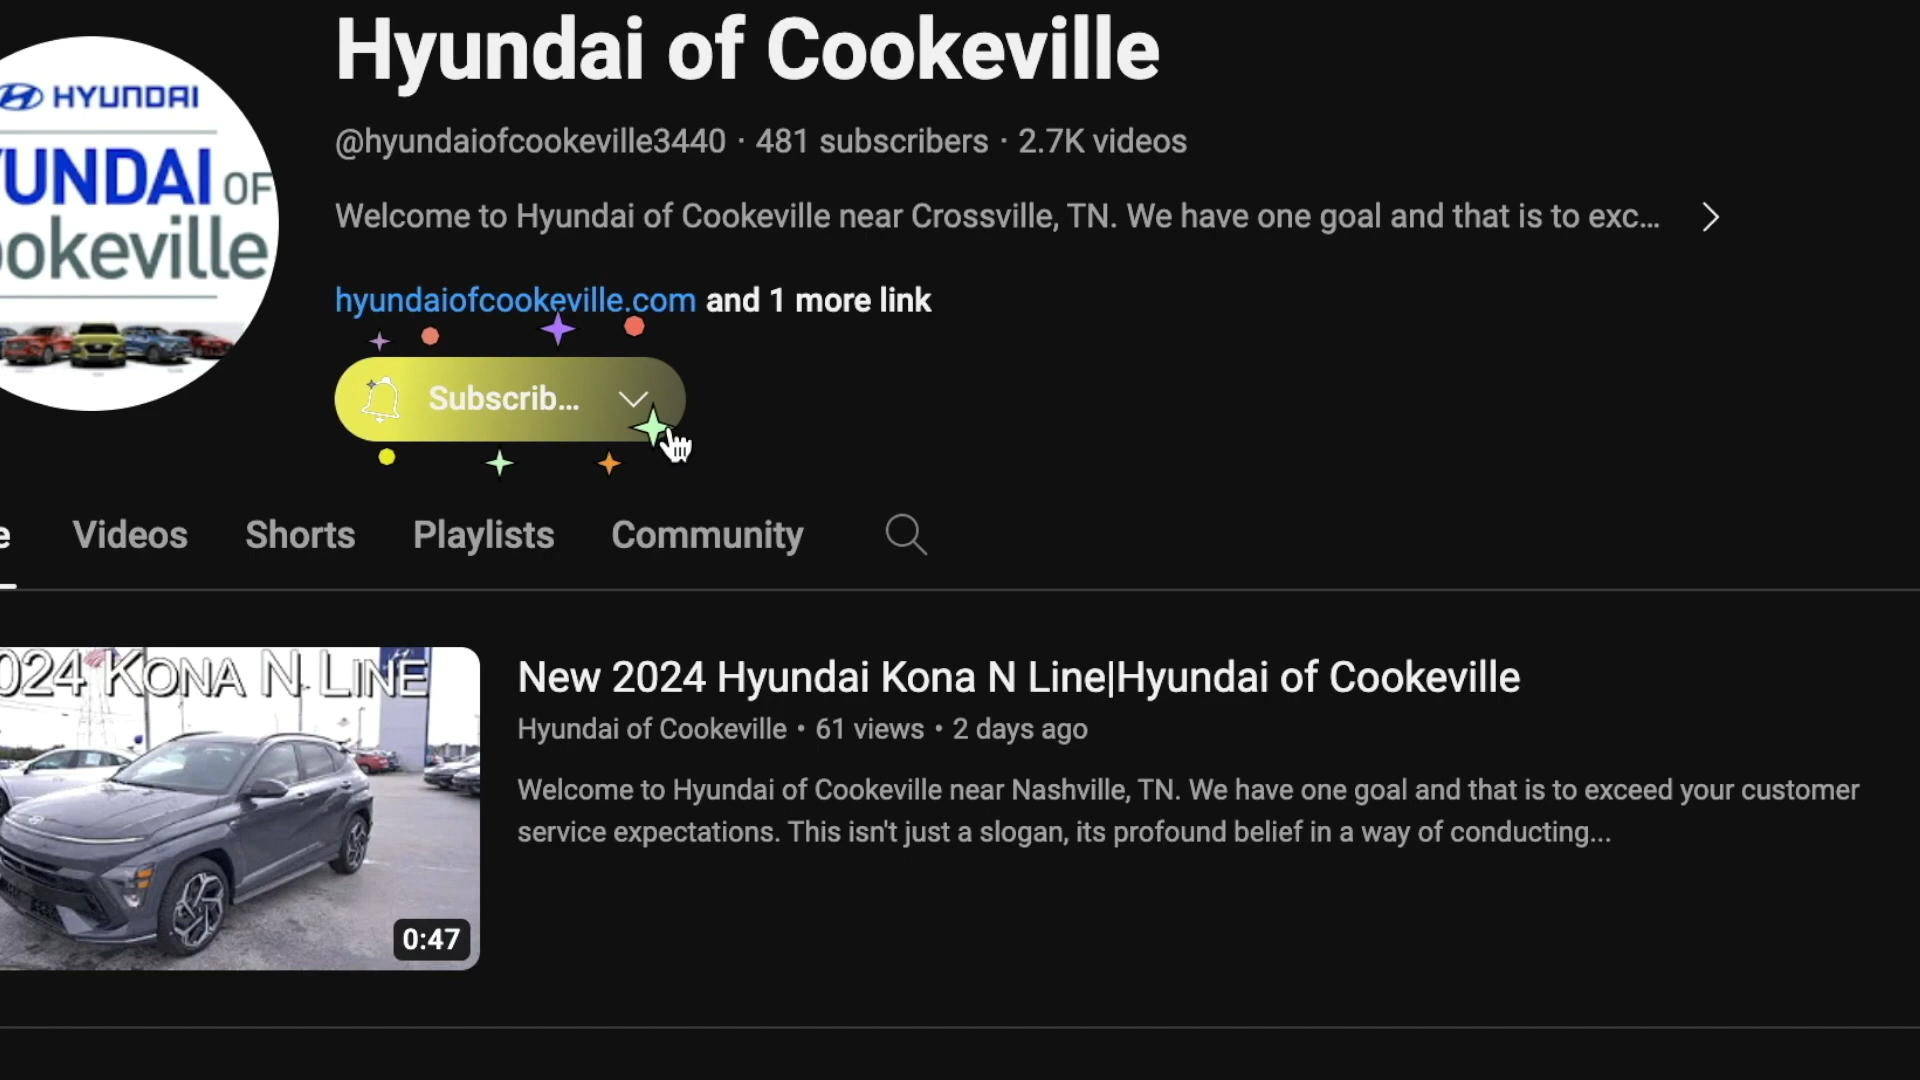 Hyundai of Cookeville
HYUNDAI
YUNDAI OF
ookeville
@hyundaiofcookeville3440 · 481 subscribers · 2.7K videos
Welcome to Hyundai of Cookeville near Crossville, TN. We have one goal and that is to exc...
hyundaiofcookeville.com and 1 more link
Subscrib...
e Videos Shorts Playlists Community
024 KONA N LINE
0:47
New 2024 Hyundai Kona N Line|Hyundai of Cookeville
Hyundai of Cookeville • 61 views • 2 days ago
Welcome to Hyundai of Cookeville near Nashville, TN. We have one goal and that is to exceed your customer
service expectations. This isn't just a slogan, its profound belief in a way of conducting...